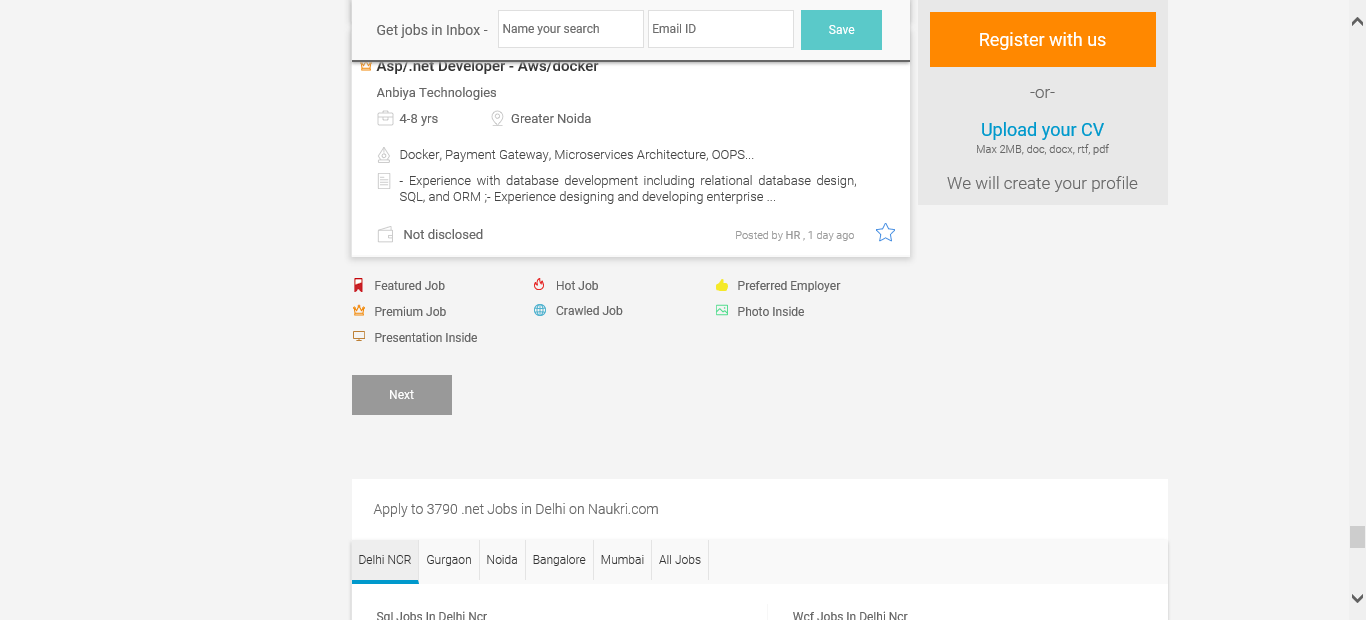 Get jobs in Inbox -
Name your search
Email ID
Save
Register with us
-or-
Upload your CV
Max 2MB, doc, docx, rtf, pdf
We will create your profile
Asp/.net Developer - Aws/docker
Anbiya Technologies
4-8 yrs
Greater Noida
Docker, Payment Gateway, Microservices Architecture, OOPS...
- Experience with database development including relational database design,
SQL, and ORM ;- Experience designing and developing enterprise ...
Not disclosed
Posted by HR , 1 day ago
Featured Job
Hot Job
Preferred Employer
Premium Job
Crawled Job
Photo Inside
Presentation Inside
Next
Apply to 3790 .net Jobs in Delhi on Naukri.com
Delhi NCR
Gurgaon
Noida
Bangalore
Mumbai
All Jobs
Sql Jobs In Delhi Ncr
Wcf Jobs In Delhi Ncr